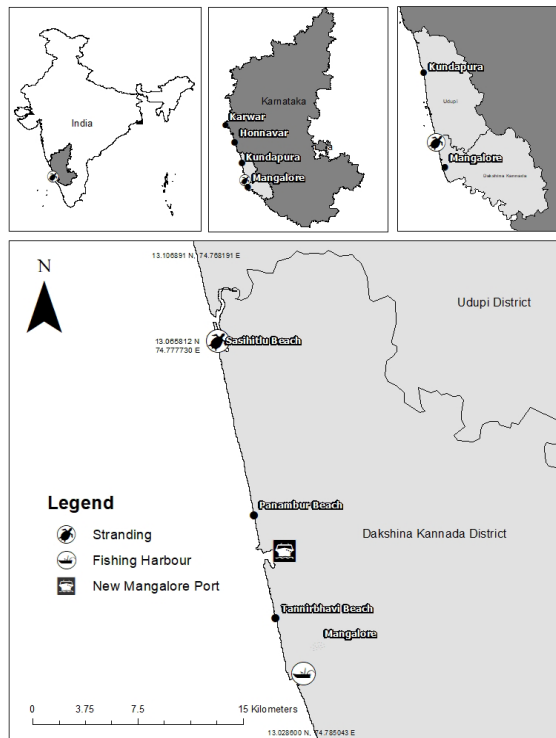 India
Karnataka
Karwar
Honnavar
Kundapura
Mangalore
Kundapura
Udupi
Mangalore
Dakshina Kannada
13.106891 N, 74.768191 E
N
Udupi District
13.065812 N
74.777730 E
Sasihitlu Beach
Panambur Beach
Dakshina Kannada District
Legend
Stranding
Fishing Harbour
New Mangalore Port
Tannirbhavi Beach
Mangalore
0 3.75 7.5 15 Kilometers
13.028600 N, 74.785043 E